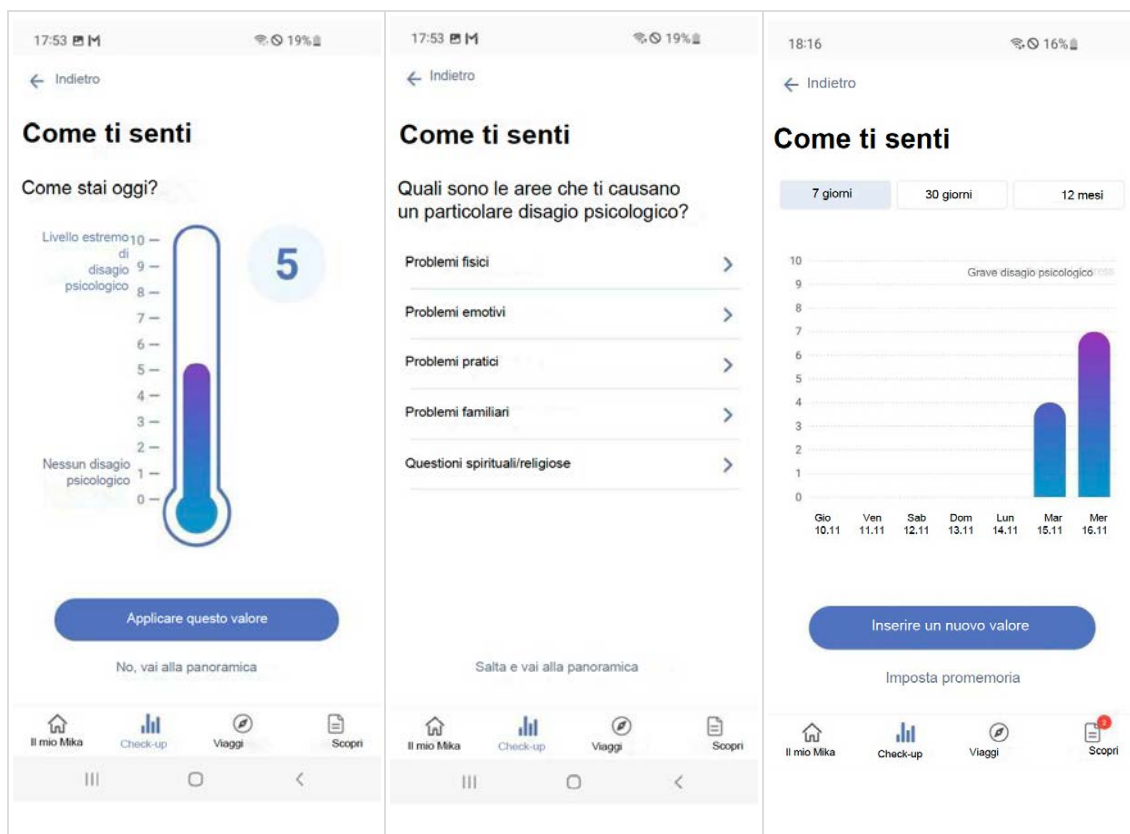 17:53 19%
Indietro
Come ti senti
Come stai oggi?
Livello estremo
di
disagio
psicologico
10
9
8
7
6
5
4
3
2
1
0
5
Nessun disagio
psicologico
Applicare questo valore
No, vai alla panoramica
Il mio Mika Check-up Viaggi Scopri
17:53 19%
Indietro
Come ti senti
Quali sono le aree che ti causano
un particolare disagio psicologico?
Problemi fisici
Problemi emotivi
Problemi pratici
Problemi familiari
Questioni spirituali/religiose
Salta e vai alla panoramica
Il mio Mika Check-up Viaggi Scopri
18:16 16%
Indietro
Come ti senti
7 giorni 30 giorni 12 mesi
Grave disagio psicologico
10
9
8
7
6
5
4
3
2
1
0
Gio Ven Sab Dom Lun Mar Mer
10.11 11.11 12.11 13.11 14.11 15.11 16.11
Inserire un nuovo valore
Imposta promemoria
Il mio Mika Check-up Viaggi Scopri